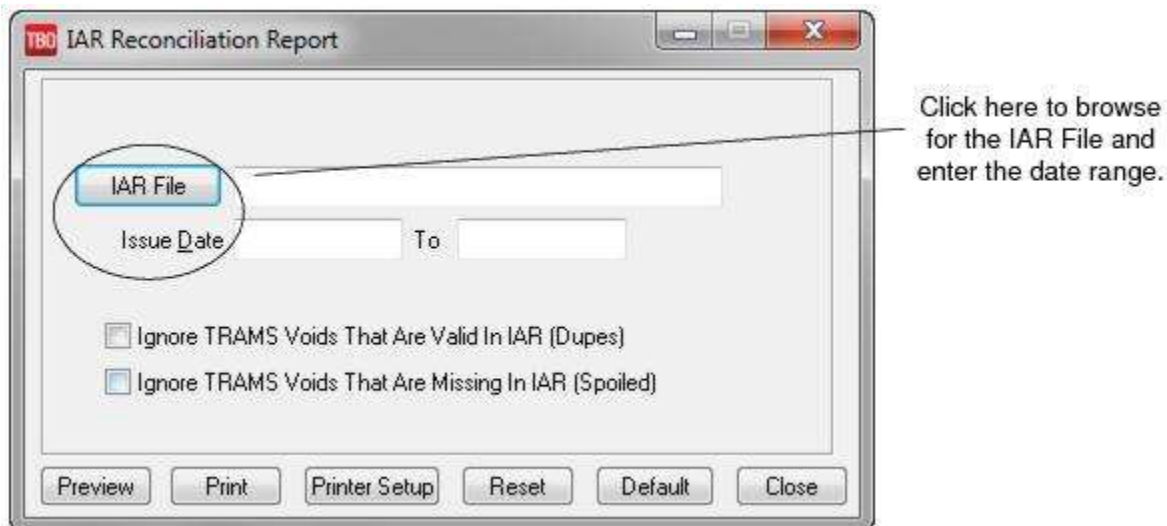 TBO IAR Reconciliation Report
Click here to browse
for the IAR File and
enter the date range.
IAR File
Issue Date To
Ignore TRAMS Voids That Are Valid In IAR (Dupes)
Ignore TRAMS Voids That Are Missing In IAR (Spoiled)
Preview Print Printer Setup Reset Default Close